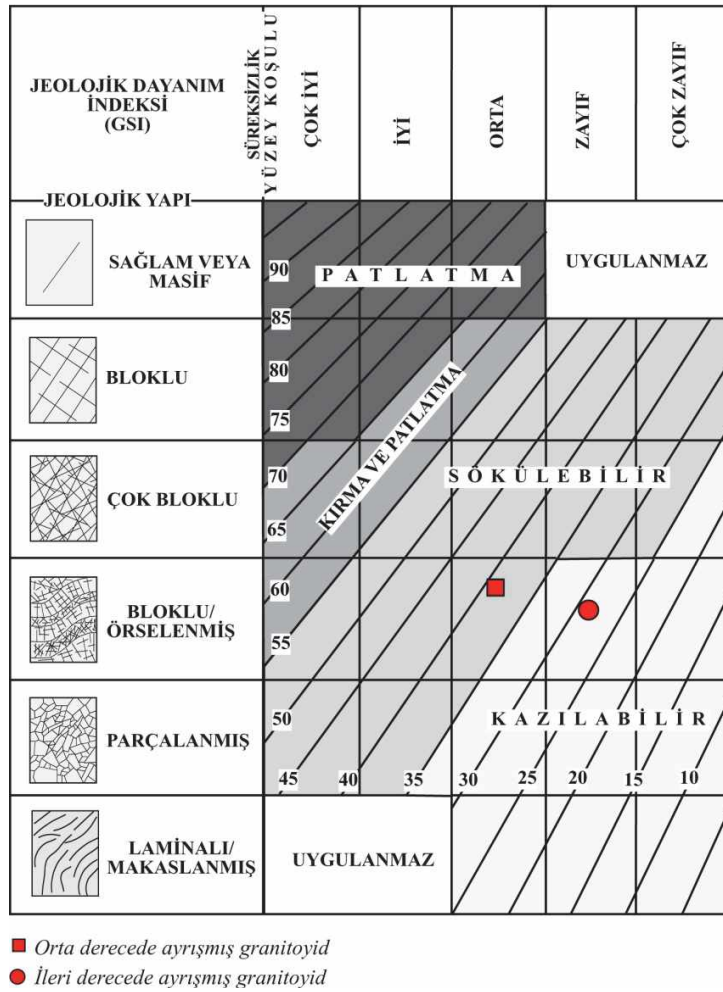 JEOLOJİK DAYANIM
İNDEKSİ
(GSI)
SÜREKSİZLİK
YÜZEY KOŞULU
ÇOK İYİ
İYİ
ORTA
ZAYIF
ÇOK ZAYIF
JEOLOJİK YAPI
SAĞLAM VEYA
MASİF
90
PATLATMA
UYGULANMAZ
85
BLOKLU
80
75
KIRMA VE PATLATMA
ÇOK BLOKLU
70
SÖKÜLEBİLİR
65
BLOKLU/
ÖRSELENMİŞ
60
55
PARÇALANMIŞ
50
KAZILABİLİR
45
40
35
30
25
20
15
10
LAMİNALI/
MAKASLANMIŞ
UYGULANMAZ
Orta derecede ayrışmış granitoyid
İleri derecede ayrışmış granitoyid